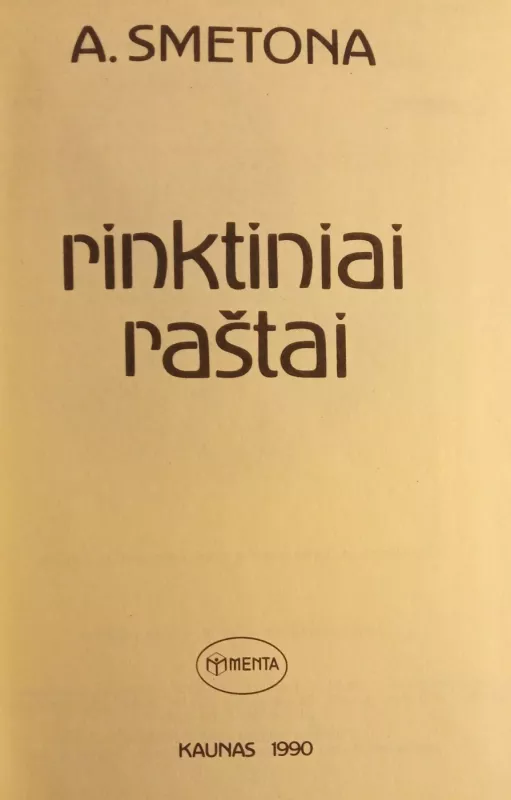 A. SMETONA
rinktiniai
raštai
MENTA
KAUNAS 1990